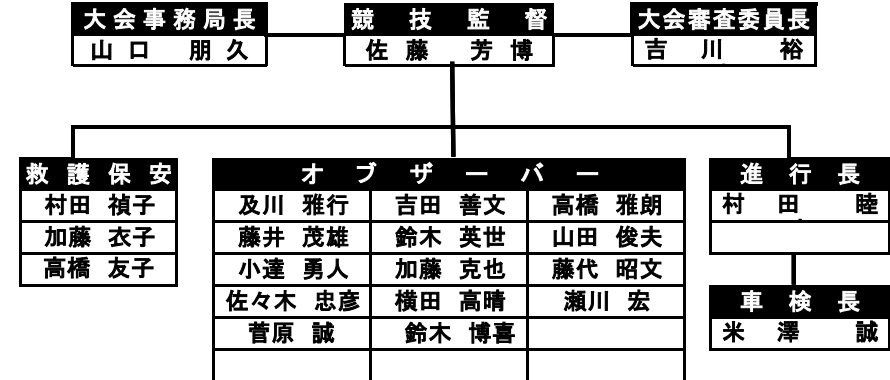 大会事務局長 競技監督 大会審査委員長
山口 朋久 佐藤 芳博 吉川 裕
救護保安 オブザーバー 進行長
村田 禎子 及川 雅行 吉田 善文 高橋 雅朗 村田 睦
加藤 衣子 藤井 茂雄 鈴木 英世 山田 俊夫
高橋 友子 小達 勇人 加藤 克也 藤代 昭文
佐々木 忠彦 横田 高晴 瀬川 宏 車検長
菅原 誠 鈴木 博喜 米澤 誠